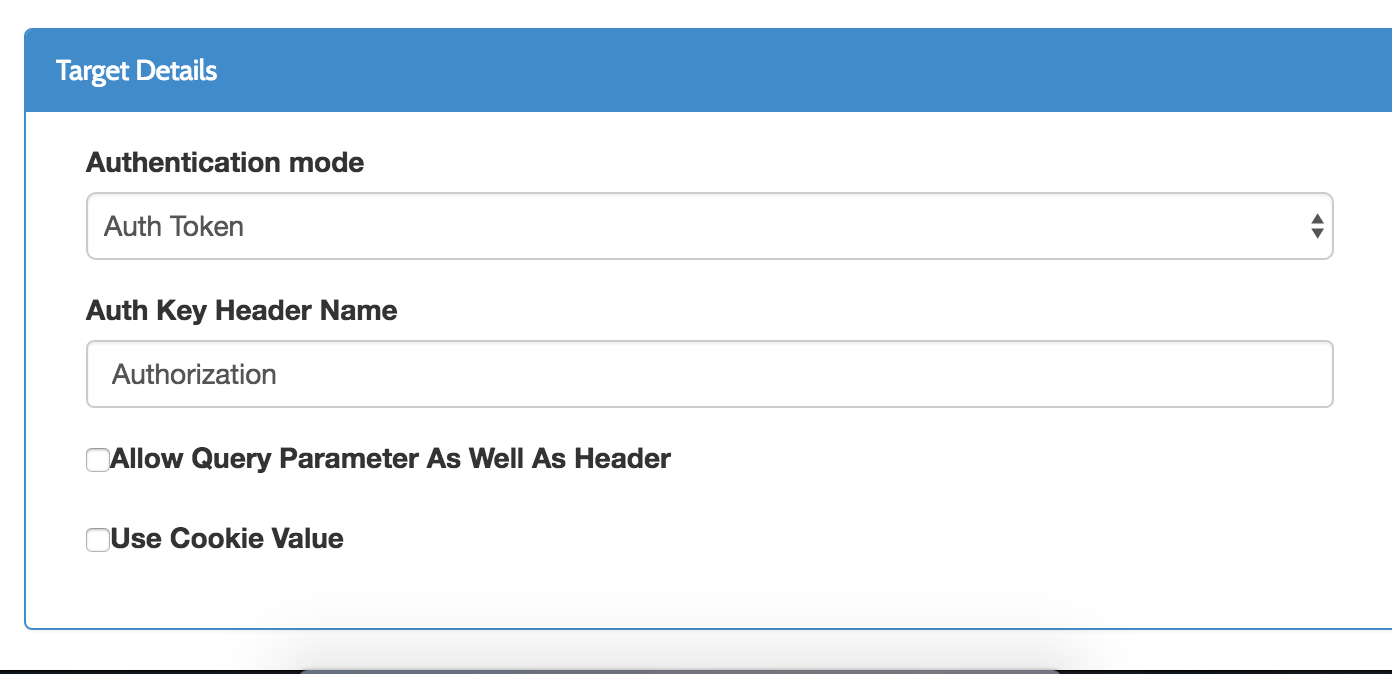 Target Details
Authentication mode
Auth Token
Auth Key Header Name
Authorization
Allow Query Parameter As Well As Header
Use Cookie Value